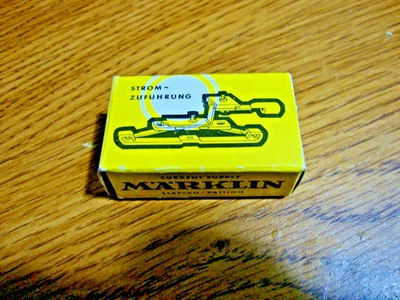 STROM-
ZUFÜHRUNG
CURRENT SUPPLY
MÄRKLIN